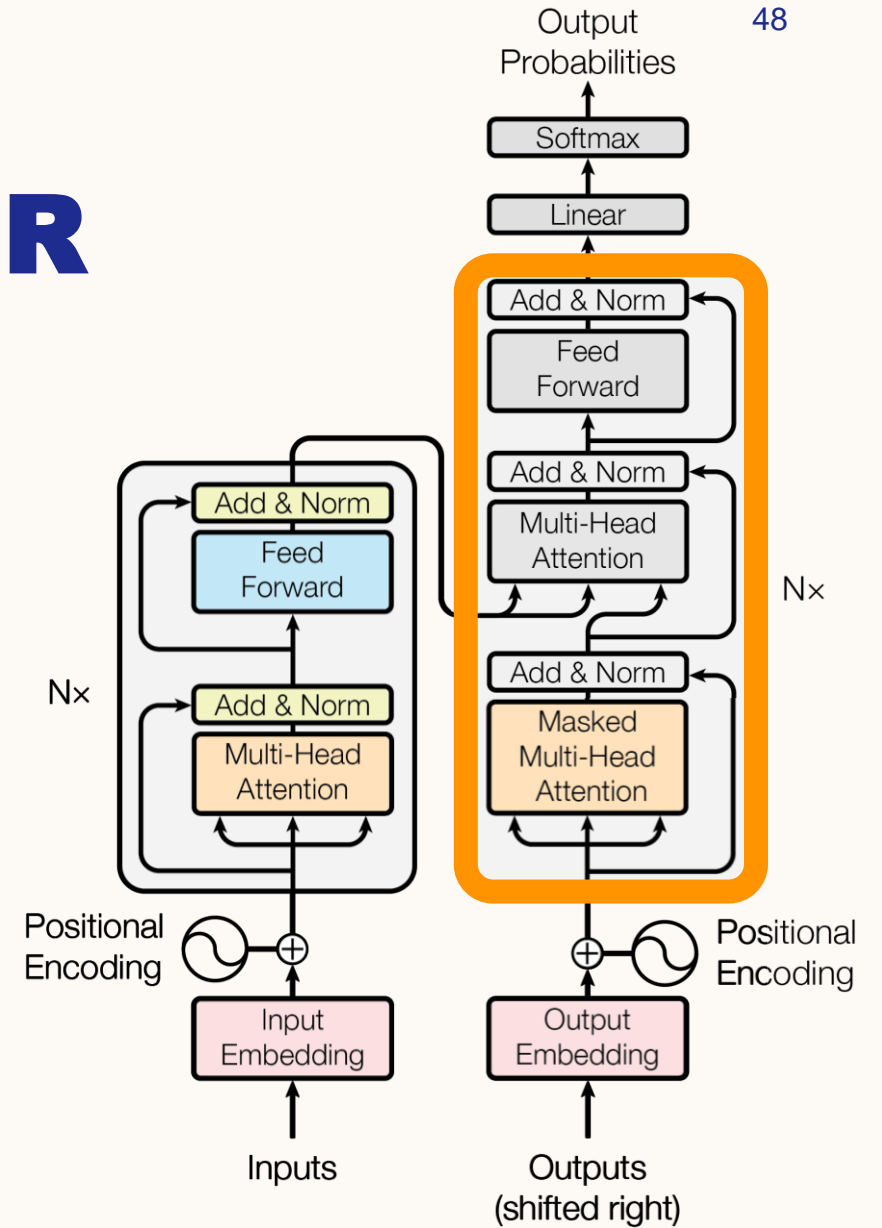 48
R
Output
Probabilities
Softmax
Linear
Add & Norm
Feed
Forward
Add & Norm
Multi-Head
Attention
Nx
Add & Norm
Masked
Multi-Head
Attention
Add & Norm
Feed
Forward
Nx
Add & Norm
Multi-Head
Attention
Positional
Encoding
Positional
Encoding
Input
Embedding
Output
Embedding
Inputs
Outputs
(shifted right)